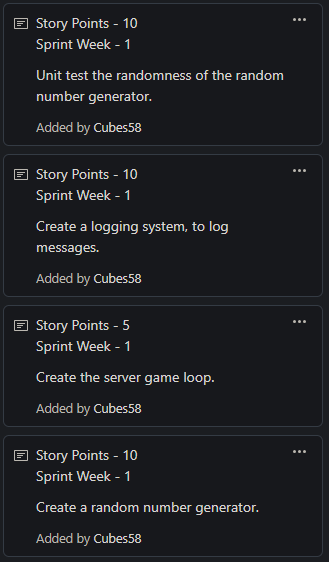 Story Points - 10
Sprint Week - 1
Unit test the randomness of the random
number generator.
Added by Cubes58
Story Points - 10
Sprint Week - 1
Create a logging system, to log
messages.
Added by Cubes58
Story Points - 5
Sprint Week - 1
Create the server game loop.
Added by Cubes58
Story Points - 10
Sprint Week - 1
Create a random number generator.
Added by Cubes58